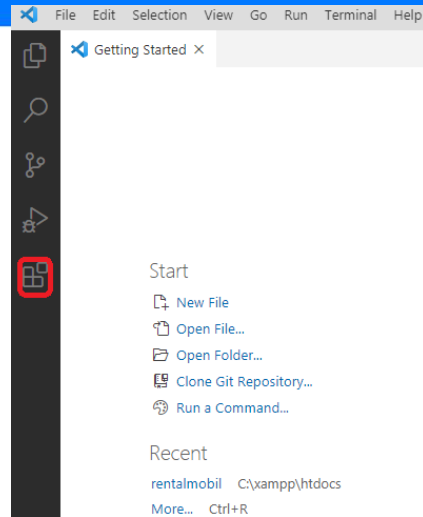 File Edit Selection View Go Run Terminal Help
Getting Started
Start
New File
Open File...
Open Folder...
Clone Git Repository...
Run a Command...
Recent
rentalmobil C:\xampp\htdocs
More... Ctrl+R